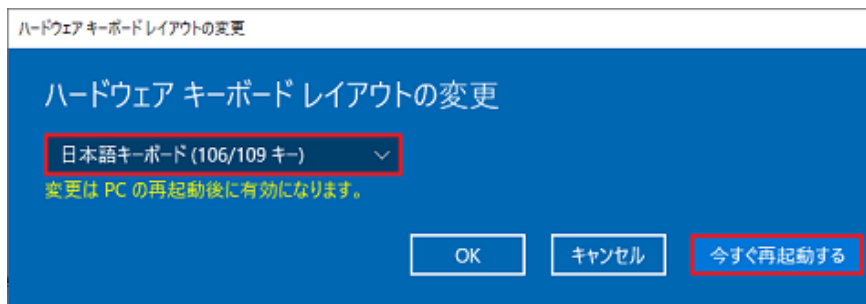 ハードウェア キーボード レイアウトの変更
ハードウェア キーボード レイアウトの変更
日本語キーボード (106/109 キー)
変更は PC の再起動後に有効になります。
OK キャンセル 今すぐ再起動する